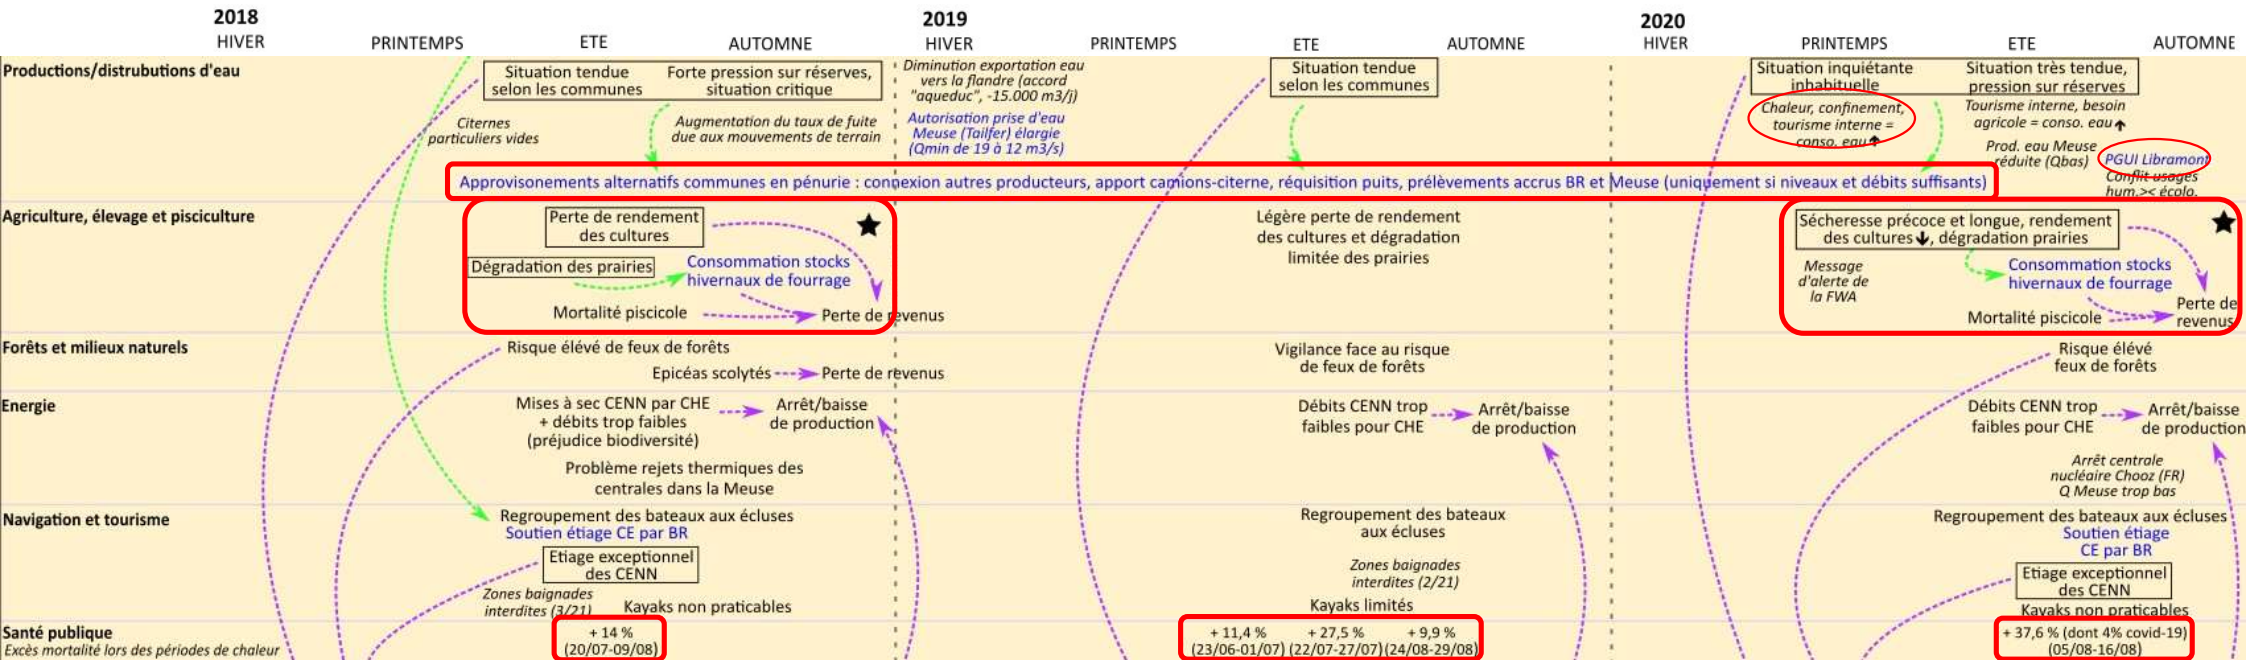 2018
HIVER PRINTEMPS ETE AUTOMNE
2019
HIVER PRINTEMPS ETE AUTOMNE
2020
HIVER PRINTEMPS ETE AUTOMNE
Productions/distrubutions d'eau
Situation tendue
selon les communes
Forte pression sur réserves,
situation critique
Citernes
particuliers vides
Augmentation du taux de fuite
due aux mouvements de terrain
Diminution exportation eau
vers la flandre (accord
"aqueduc", -15.000 m3/j)
Autorisation prise d'eau
Meuse (Tailfer) élargie
(Qmin de 19 à 12 m3/s)
Situation tendue
selon les communes
Situation inquiétante
inhabituelle
Situation très tendue,
pression sur réserves
Chaleur, confinement,
tourisme interne =
conso. eau↑
Tourisme interne, besoin
agricole = conso. eau↑
Prod. eau Meuse
réduite (Qbas)
PGUI Libramont
Conflit usages
hum.>< écolo.
Approvisonements alternatifs communes en pénurie : connexion autres producteurs, apport camions-citerne, réquisition puits, prélèvements accrus BR et Meuse (uniquement si niveaux et débits suffisants)
Agriculture, élevage et pisciculture
Perte de rendement
des cultures
Dégradation des prairies
Consommation stocks
hivernaux de fourrage
Mortalité piscicole
Perte de revenus
Légère perte de rendement
des cultures et dégradation
limitée des prairies
Sécheresse précoce et longue, rendement
des cultures↓, dégradation prairies
Message
d'alerte de
la FWA
Consommation stocks
hivernaux de fourrage
Mortalité piscicole
Perte de
revenus
Forêts et milieux naturels
Risque élevé de feux de forêts
Epicéas scolytés
Perte de revenus
Vigilance face au risque
de feux de forêts
Risque élévé
feux de forêts
Energie
Mises à sec CENN par CHE
+ débits trop faibles
(préjudice biodiversité)
Arrêt/baisse
de production
Problème rejets thermiques des
centrales dans la Meuse
Débits CENN trop
faibles pour CHE
Arrêt/baisse
de production
Débits CENN trop
faibles pour CHE
Arrêt/baisse
de production
Arrêt centrale
nucléaire Chooz (FR)
Q Meuse trop bas
Navigation et tourisme
Regroupement des bateaux aux écluses
Soutien étiage CE par BR
Etiage exceptionnel
des CENN
Zones baignades
interdites (3/21)
Kayaks non praticables
Regroupement des bateaux
aux écluses
Zones baignades
interdites (2/21)
Kayaks limités
Regroupement des bateaux aux écluses
Soutien étiage
CE par BR
Etiage exceptionnel
des CENN
Kayaks non praticables
Santé publique
Excès mortalité lors des périodes de chaleur
+ 14 %
(20/07-09/08)
+ 11,4 %
(23/06-01/07)
+ 27,5 %
(22/07-27/07)
+ 9,9 %
(24/08-29/08)
+ 37,6 % (dont 4% covid-19)
(05/08-16/08)